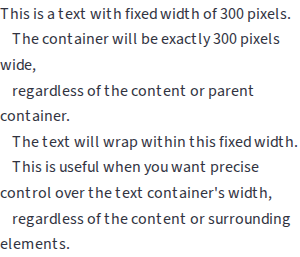 This is a text with fixed width of 300 pixels.
The container will be exactly 300 pixels
wide,
regardless of the content or parent
container.
The text will wrap within this fixed width.
This is useful when you want precise
control over the text container's width,
regardless of the content or surrounding
elements.